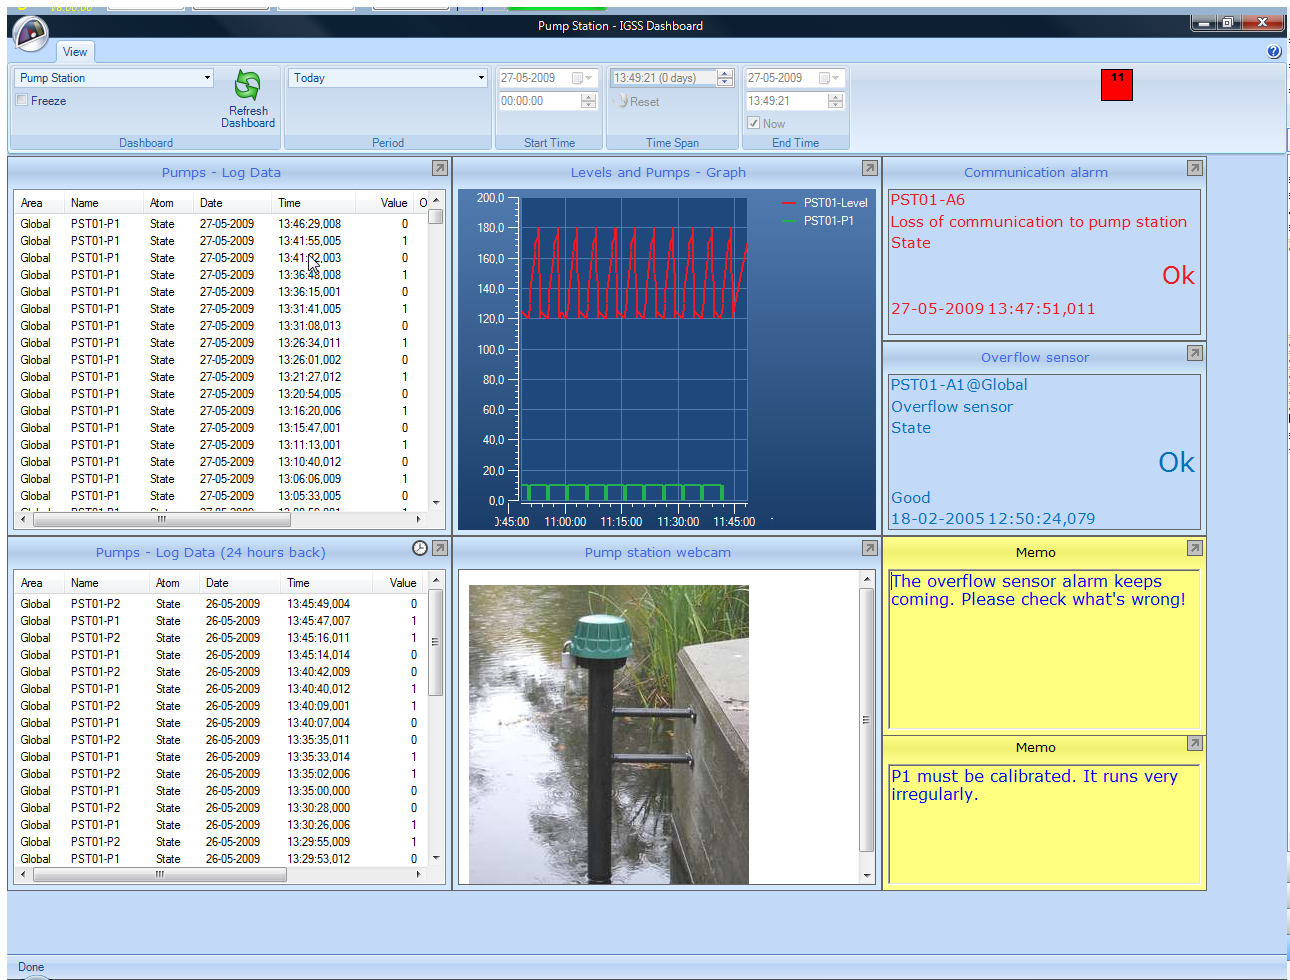 18:00:00
Pump Station - IGSS Dashboard
View
Pump Station
Freeze
Refresh
Dashboard
Dashboard
Today
Period
27-05-2009
00:00:00
Start Time
13:49:21 (0 days)
Reset
Time Span
27-05-2009
13:49:21
Now
End Time
11
Pumps - Log Data
Area Name Atom Date Time Value O
Global PST01-P1 State 27-05-2009 13:46:29,008 0
Global PST01-P1 State 27-05-2009 13:41:55,005 1
Global PST01-P1 State 27-05-2009 13:41:22,003 0
Global PST01-P1 State 27-05-2009 13:36:48,008 1
Global PST01-P1 State 27-05-2009 13:36:15,001 0
Global PST01-P1 State 27-05-2009 13:31:41,005 1
Global PST01-P1 State 27-05-2009 13:31:08,013 0
Global PST01-P1 State 27-05-2009 13:26:34,011 1
Global PST01-P1 State 27-05-2009 13:26:01,002 0
Global PST01-P1 State 27-05-2009 13:21:27,012 1
Global PST01-P1 State 27-05-2009 13:20:54,005 0
Global PST01-P1 State 27-05-2009 13:16:20,006 1
Global PST01-P1 State 27-05-2009 13:15:47,001 0
Global PST01-P1 State 27-05-2009 13:11:13,001 1
Global PST01-P1 State 27-05-2009 13:10:40,012 0
Global PST01-P1 State 27-05-2009 13:06:06,009 1
Global PST01-P1 State 27-05-2009 13:05:33,005 0
Levels and Pumps - Graph
200,0
180,0
160,0
140,0
120,0
100,0
80,0
60,0
40,0
20,0
0,0
:45:00 11:00:00 11:15:00 11:30:00 11:45:00
PST01-Level
PST01-P1
Communication alarm
PST01-A6
Loss of communication to pump station
State
Ok
27-05-2009 13:47:51,011
Overflow sensor
PST01-A1@Global
Overflow sensor
State
Ok
Good
18-02-2005 12:50:24,079
Pumps - Log Data (24 hours back)
Area Name Atom Date Time Value
Global PST01-P2 State 26-05-2009 13:45:49,004 0
Global PST01-P1 State 26-05-2009 13:45:47,007 1
Global PST01-P2 State 26-05-2009 13:45:16,011 1
Global PST01-P1 State 26-05-2009 13:45:14,014 0
Global PST01-P2 State 26-05-2009 13:40:42,009 0
Global PST01-P1 State 26-05-2009 13:40:40,012 1
Global PST01-P2 State 26-05-2009 13:40:09,001 1
Global PST01-P1 State 26-05-2009 13:40:07,004 0
Global PST01-P2 State 26-05-2009 13:35:35,011 0
Global PST01-P1 State 26-05-2009 13:35:33,014 1
Global PST01-P2 State 26-05-2009 13:35:02,006 1
Global PST01-P1 State 26-05-2009 13:35:00,000 0
Global PST01-P2 State 26-05-2009 13:30:28,000 0
Global PST01-P1 State 26-05-2009 13:30:26,006 1
Global PST01-P2 State 26-05-2009 13:29:55,009 1
Global PST01-P1 State 26-05-2009 13:29:53,012 0
Pump station webcam
Memo
The overflow sensor alarm keeps
coming. Please check what's wrong!
Memo
P1 must be calibrated. It runs very
irregularly.
Done